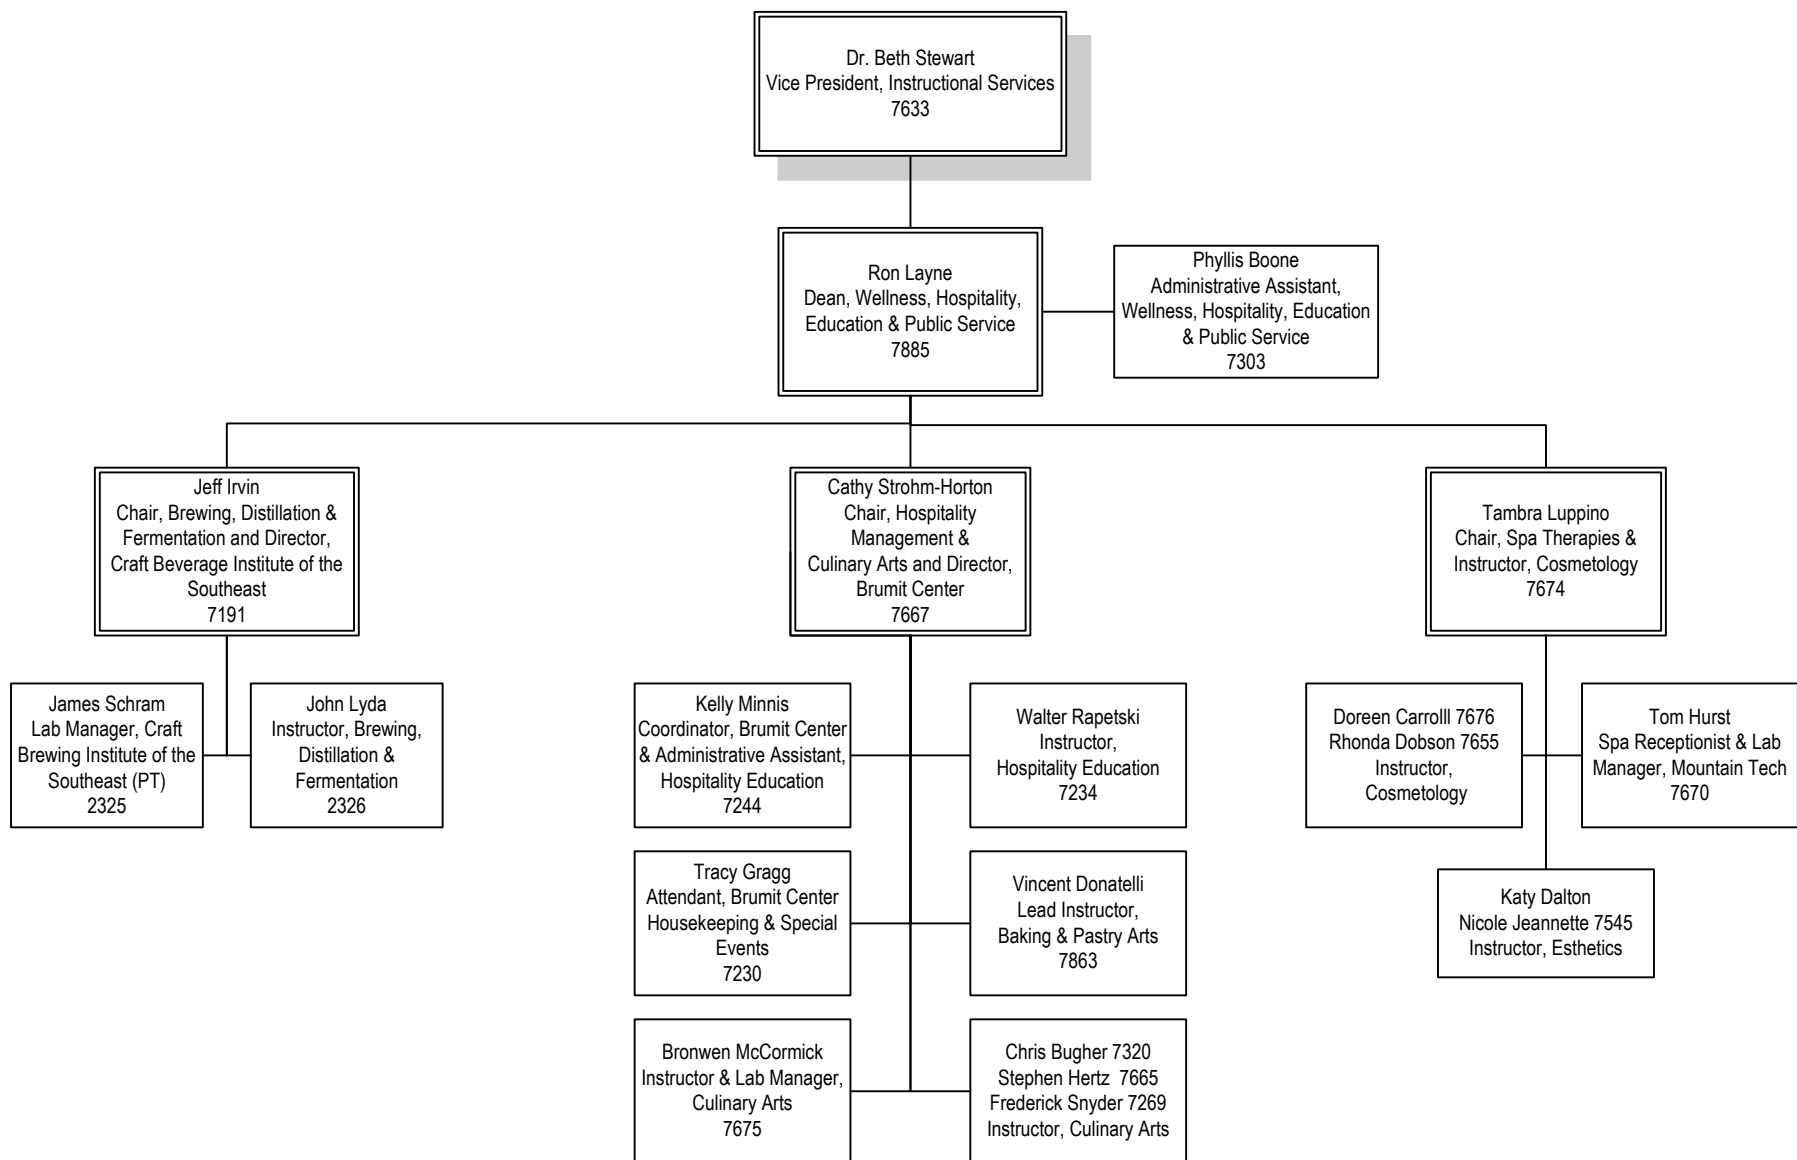 Dr. Beth Stewart
Vice President, Instructional Services
7633
Ron Layne
Dean, Wellness, Hospitality,
Education & Public Service
7885
Phyllis Boone
Administrative Assistant,
Wellness, Hospitality, Education
& Public Service
7303
Jeff Irvin
Chair, Brewing, Distillation &
Fermentation and Director,
Craft Beverage Institute of the
Southeast
7191
Cathy Strohm-Horton
Chair, Hospitality
Management &
Culinary Arts and Director,
Brumit Center
7667
Tambra Luppino
Chair, Spa Therapies &
Instructor, Cosmetology
7674
James Schram
Lab Manager, Craft
Brewing Institute of the
Southeast (PT)
2325
John Lyda
Instructor, Brewing,
Distillation &
Fermentation
2326
Kelly Minnis
Coordinator, Brumit Center
& Administrative Assistant,
Hospitality Education
7244
Walter Rapetski
Instructor,
Hospitality Education
7234
Doreen Carrolll 7676
Rhonda Dobson 7655
Instructor,
Cosmetology
Tom Hurst
Spa Receptionist & Lab
Manager, Mountain Tech
7670
Tracy Gragg
Attendant, Brumit Center
Housekeeping & Special
Events
7230
Vincent Donatelli
Lead Instructor,
Baking & Pastry Arts
7863
Katy Dalton
Nicole Jeannette 7545
Instructor, Esthetics
Bronwen McCormick
Instructor & Lab Manager,
Culinary Arts
7675
Chris Bugher 7320
Stephen Hertz  7665
Frederick Snyder 7269
Instructor, Culinary Arts